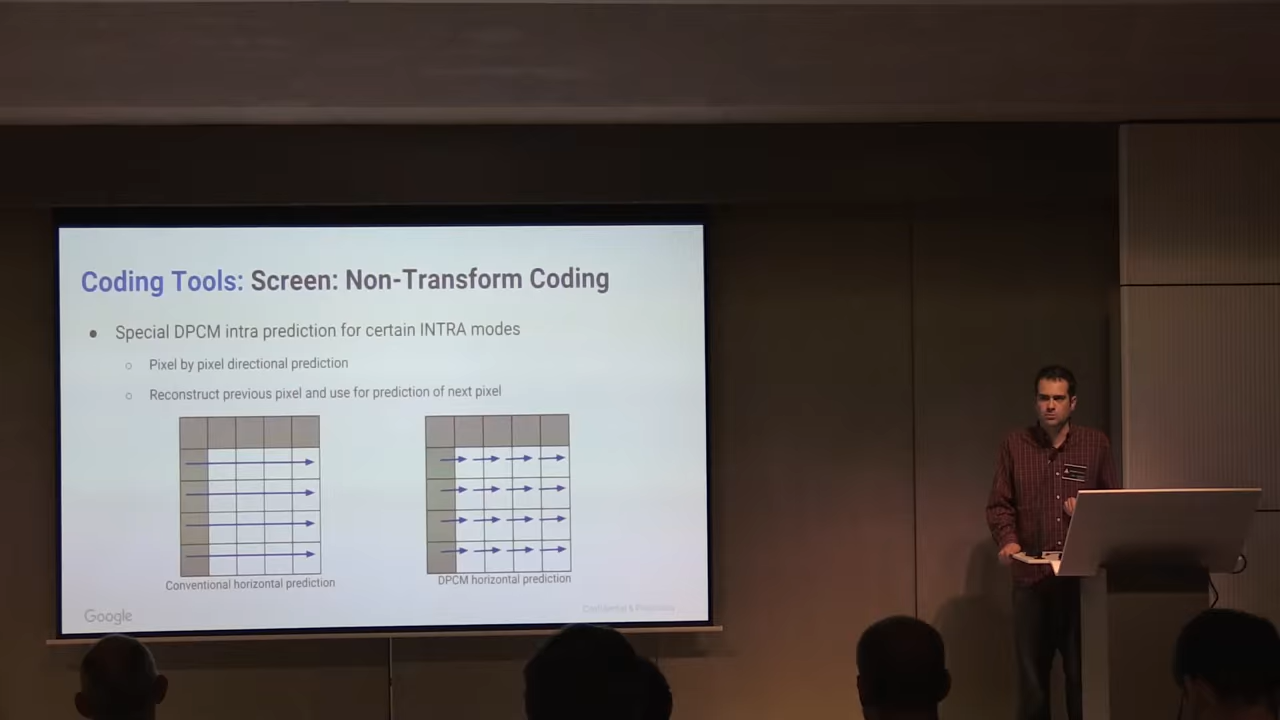 Coding Tools: Screen: Non-Transform Coding
● Special DPCM intra prediction for certain INTRA modes
○ Pixel by pixel directional prediction
○ Reconstruct previous pixel and use for prediction of next pixel
Conventional horizontal prediction
DPCM horizontal prediction
Google
Confidential &